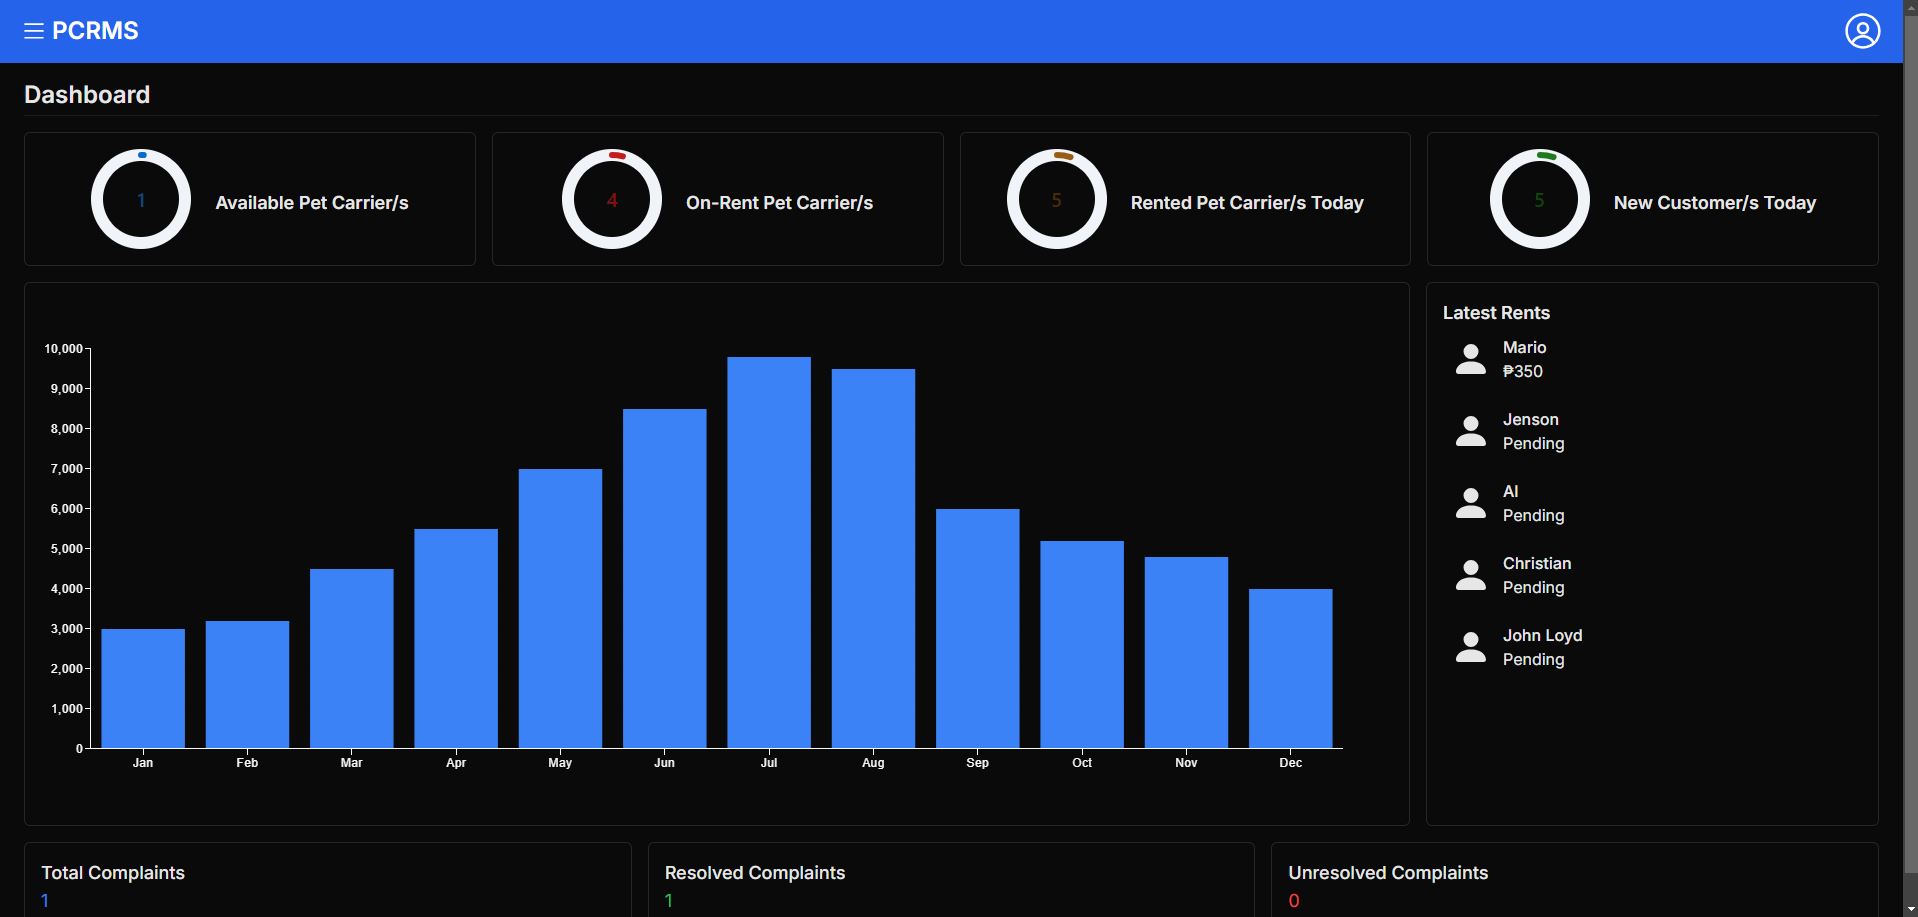 PCRMS
Dashboard
1
Available Pet Carrier/s
4
On-Rent Pet Carrier/s
5
Rented Pet Carrier/s Today
5
New Customer/s Today
10,000
9,000
8,000
7,000
6,000
5,000
4,000
3,000
2,000
1,000
0
Jan Feb Mar Apr May Jun Jul Aug Sep Oct Nov Dec
Latest Rents
Mario
₱350
Jenson
Pending
Al
Pending
Christian
Pending
John Loyd
Pending
Total Complaints
1
Resolved Complaints
1
Unresolved Complaints
0